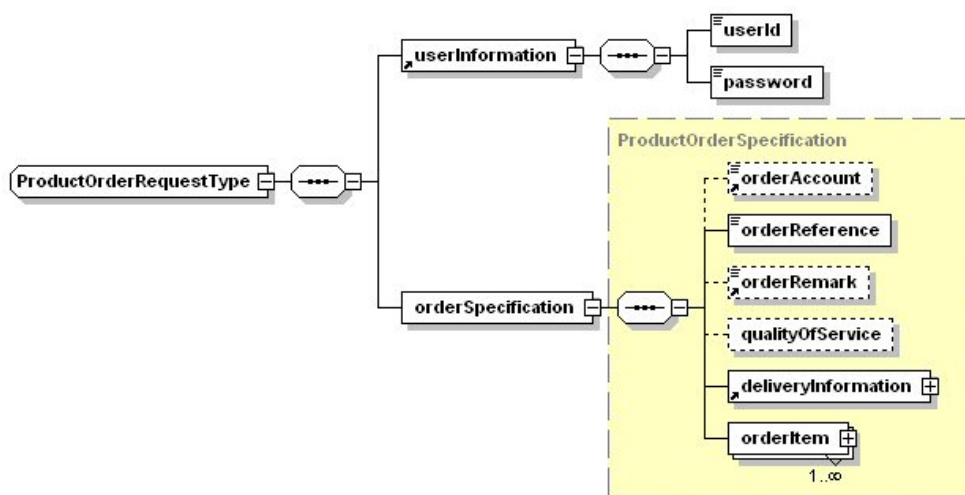 userId
userInformation
password
ProductOrderSpecification
ProductOrderRequestType
orderAccount
orderReference
orderRemark
orderSpecification
qualityOfService
deliveryInformation
orderItem
1..∞